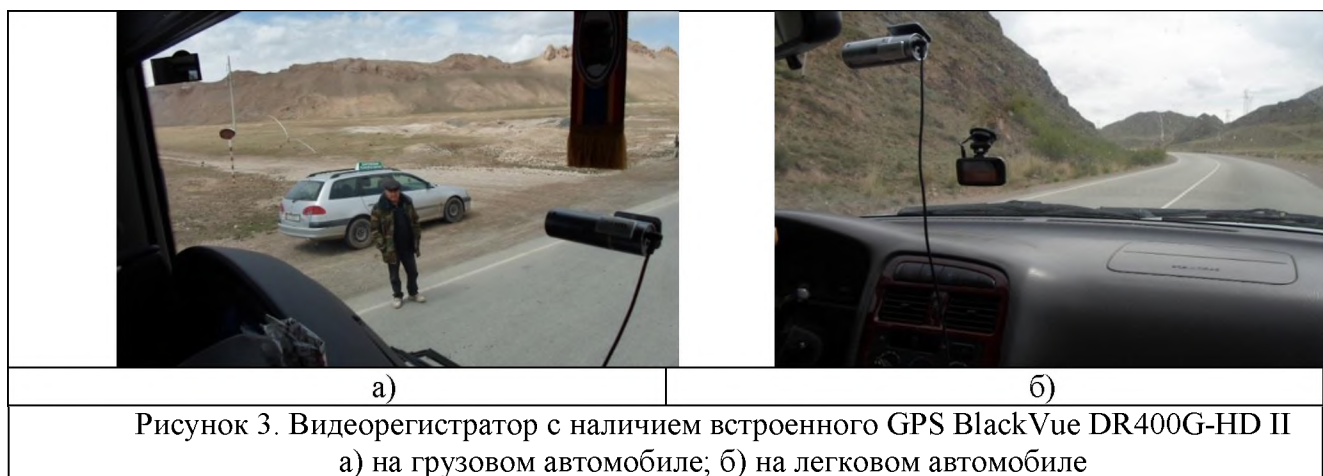 а)
б)
Рисунок 3. Видеорегистратор с наличием встроенного GPS BlackVue DR400G-HD II
а) на грузовом автомобиле; б) на легковом автомобиле